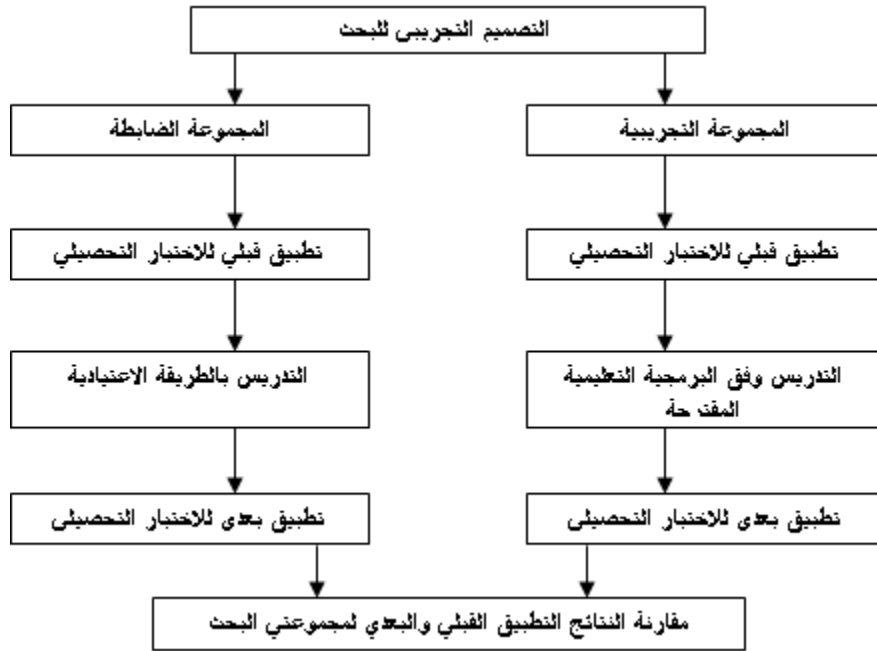 التصميم التجريبي للبحث
المجموعة التجريبية
المجموعة الضابطة
تطبيق قبلي للاختبار التحصيلي
تطبيق قبلي للاختبار التحصيلي
التدريس وفق البرمجية التعليمية
المقترحة
التدريس بالطريقة الاعتيادية
تطبيق بعدي للاختبار التحصيلي
تطبيق بعدي للاختبار التحصيلي
مقارنة النتائج التطبيق القبلي والبعدي لمجموعتي البحث